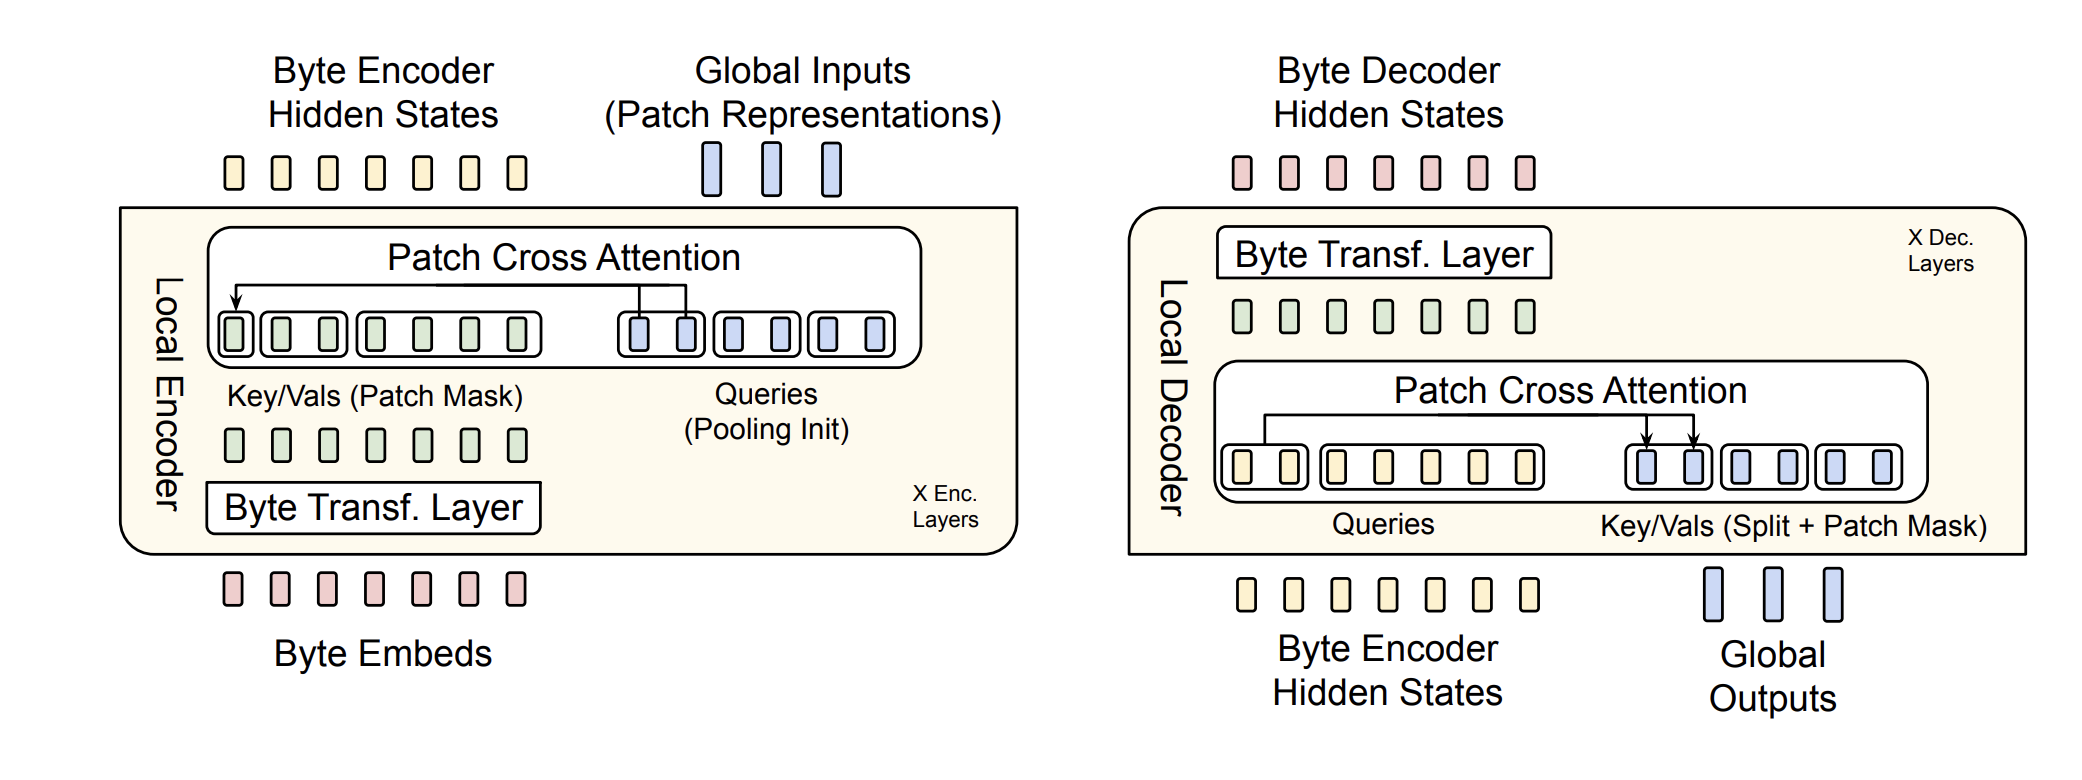 Byte Encoder
Hidden States
Global Inputs
(Patch Representations)
Patch Cross Attention
Local Encoder
Key/Vals (Patch Mask)
Queries
(Pooling Init)
Byte Transf. Layer
X Enc.
Layers
Byte Embeds
Byte Decoder
Hidden States
Byte Transf. Layer
X Dec.
Layers
Local Decoder
Patch Cross Attention
Queries
Key/Vals (Split + Patch Mask)
Byte Encoder
Hidden States
Global
Outputs